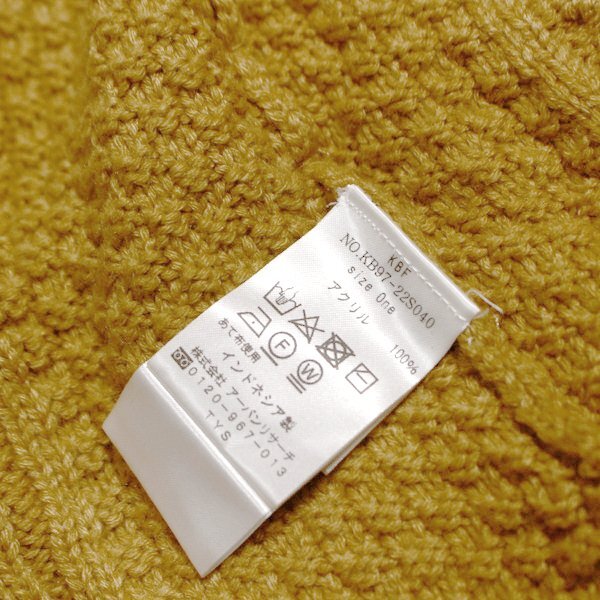 KBF
NO.KB97-22S040
size One
アクリル 100%
あて布使用
F W
インドネシア製
株式会社 アーバンリサーチ
0120-967-013
TYS